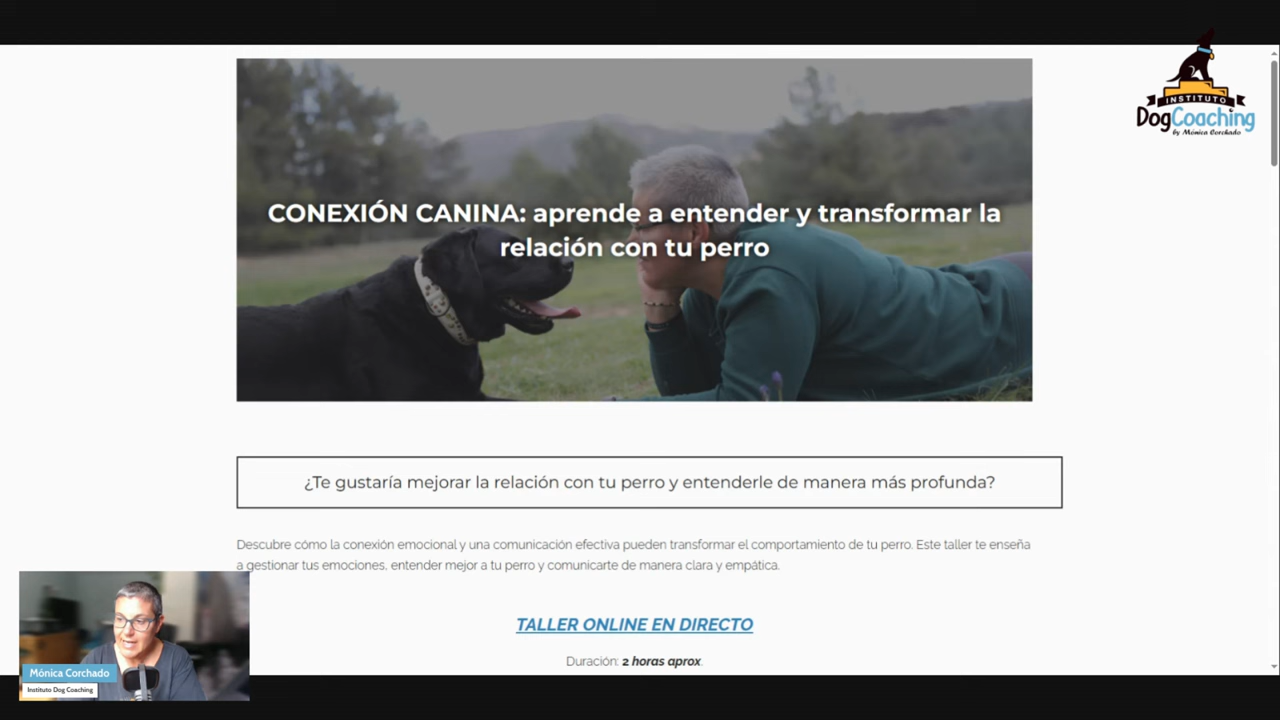 INSTITUTO
DogCoaching
by Mónica Corchado
CONEXIÓN CANINA: aprende a entender y transformar la
relación con tu perro
¿Te gustaría mejorar la relación con tu perro y entenderle de manera más profunda?
Descubre cómo la conexión emocional y una comunicación efectiva pueden transformar el comportamiento de tu perro. Este taller te enseña
a gestionar tus emociones, entender mejor a tu perro y comunicarte de manera clara y empática.
TALLER ONLINE EN DIRECTO
Duración: 2 horas aprox.
Mónica Corchado
Instituto Dog Coaching